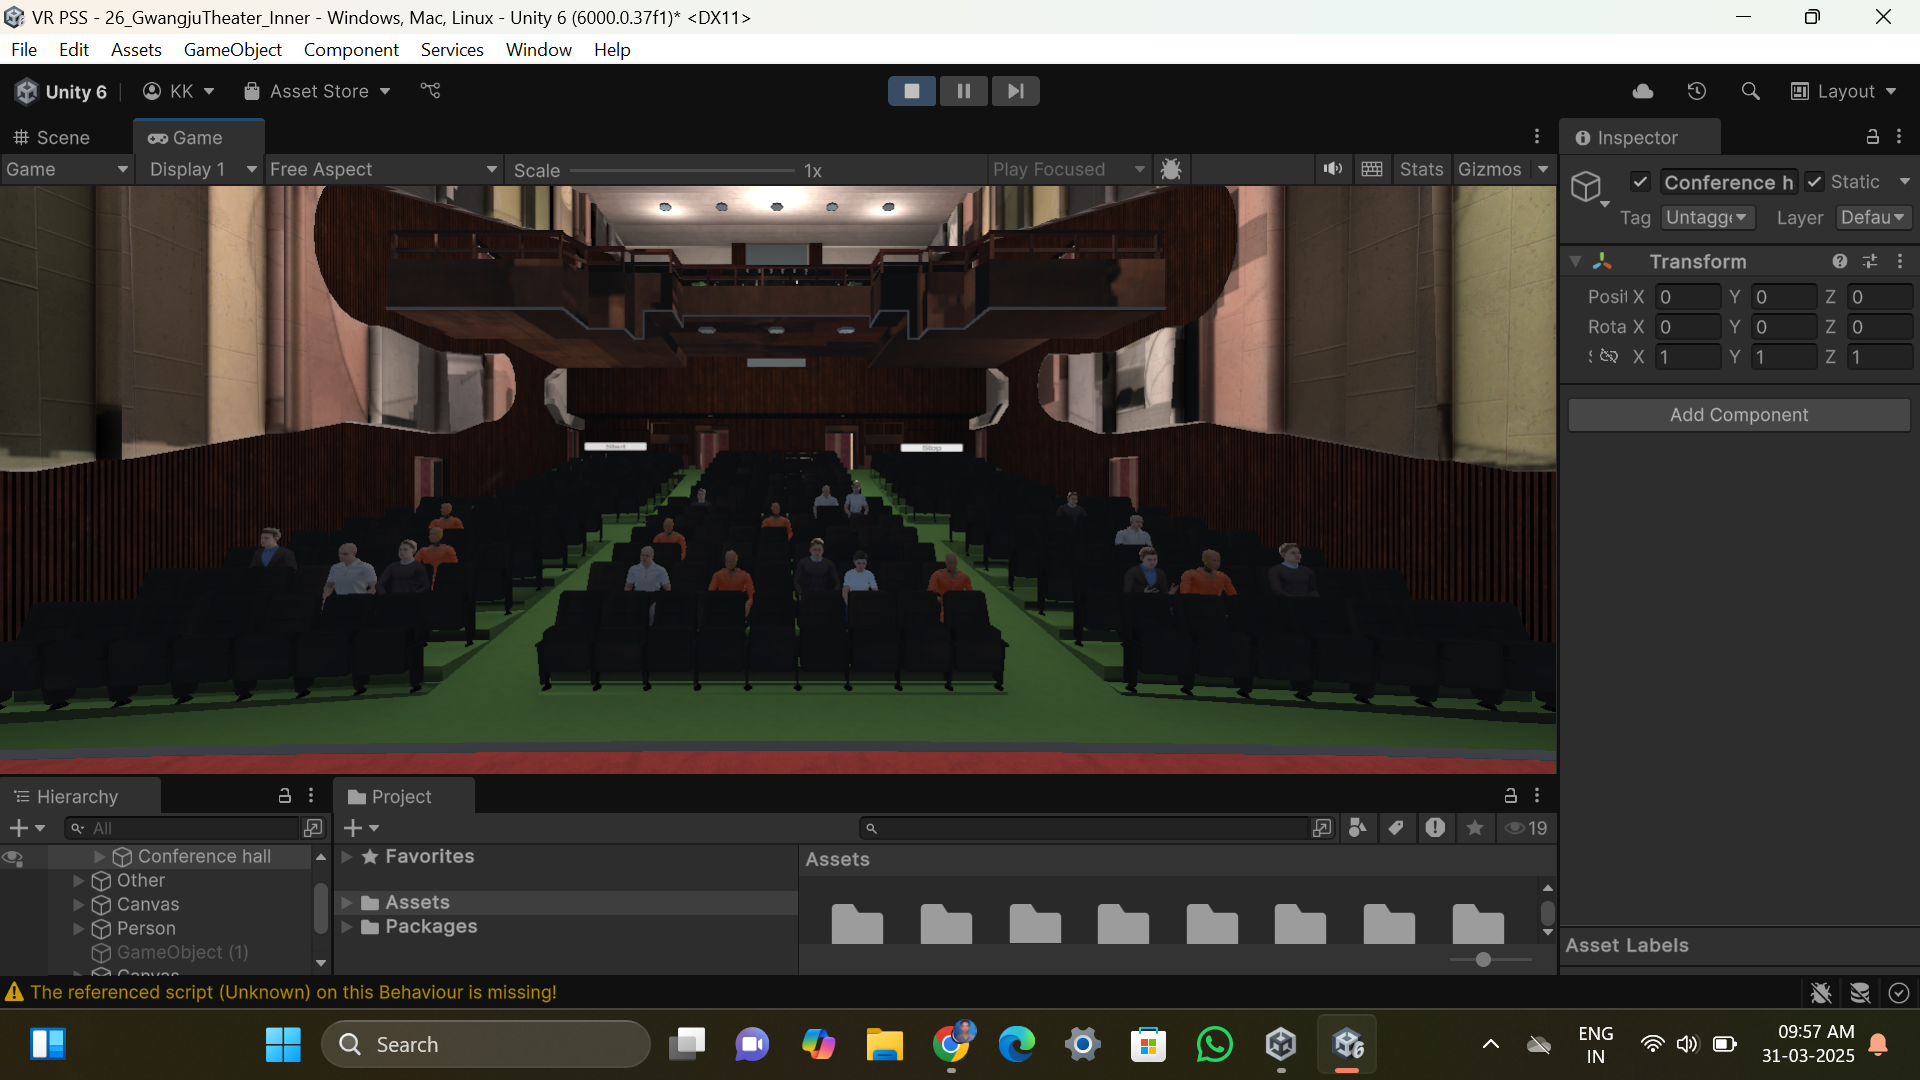 VR PSS - 26_GwangjuTheater_Inner - Windows, Mac, Linux - Unity 6 (6000.0.37f1)* <DX11>
File Edit Assets GameObject Component Services Window Help
Unity 6 KK Asset Store Layout
Scene Game Inspector
Game Display 1 Free Aspect Scale 1x Play Focused Stats Gizmos
Conference h Static
Tag Untagge Layer Defau
Transform
Posit X 0 Y 0 Z 0
Rota X 0 Y 0 Z 0
X 1 Y 1 Z 1
Add Component
Stop
Hierarchy Project
All 19
Conference hall
Other
Canvas
Person
GameObject (1)
Canvas
Favorites
Assets
Packages
Assets
Asset Labels
The referenced script (Unknown) on this Behaviour is missing!
Search
ENG
IN
09:57 AM
31-03-2025